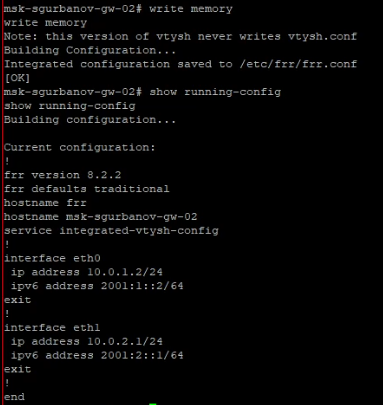 msk-sgurbanov-gw-02# write memory
write memory
Note: this version of vtysh never writes vtysh.conf
Building Configuration...
Integrated configuration saved to /etc/frr/frr.conf
[OK]
msk-sgurbanov-gw-02# show running-config
show running-config
Building configuration...

Current configuration:
!
frr version 8.2.2
frr defaults traditional
hostname frr
hostname msk-sgurbanov-gw-02
service integrated-vtysh-config
!
interface eth0
 ip address 10.0.1.2/24
 ipv6 address 2001:1::2/64
exit
!
interface eth1
 ip address 10.0.2.1/24
 ipv6 address 2001:2::1/64
exit
!
end